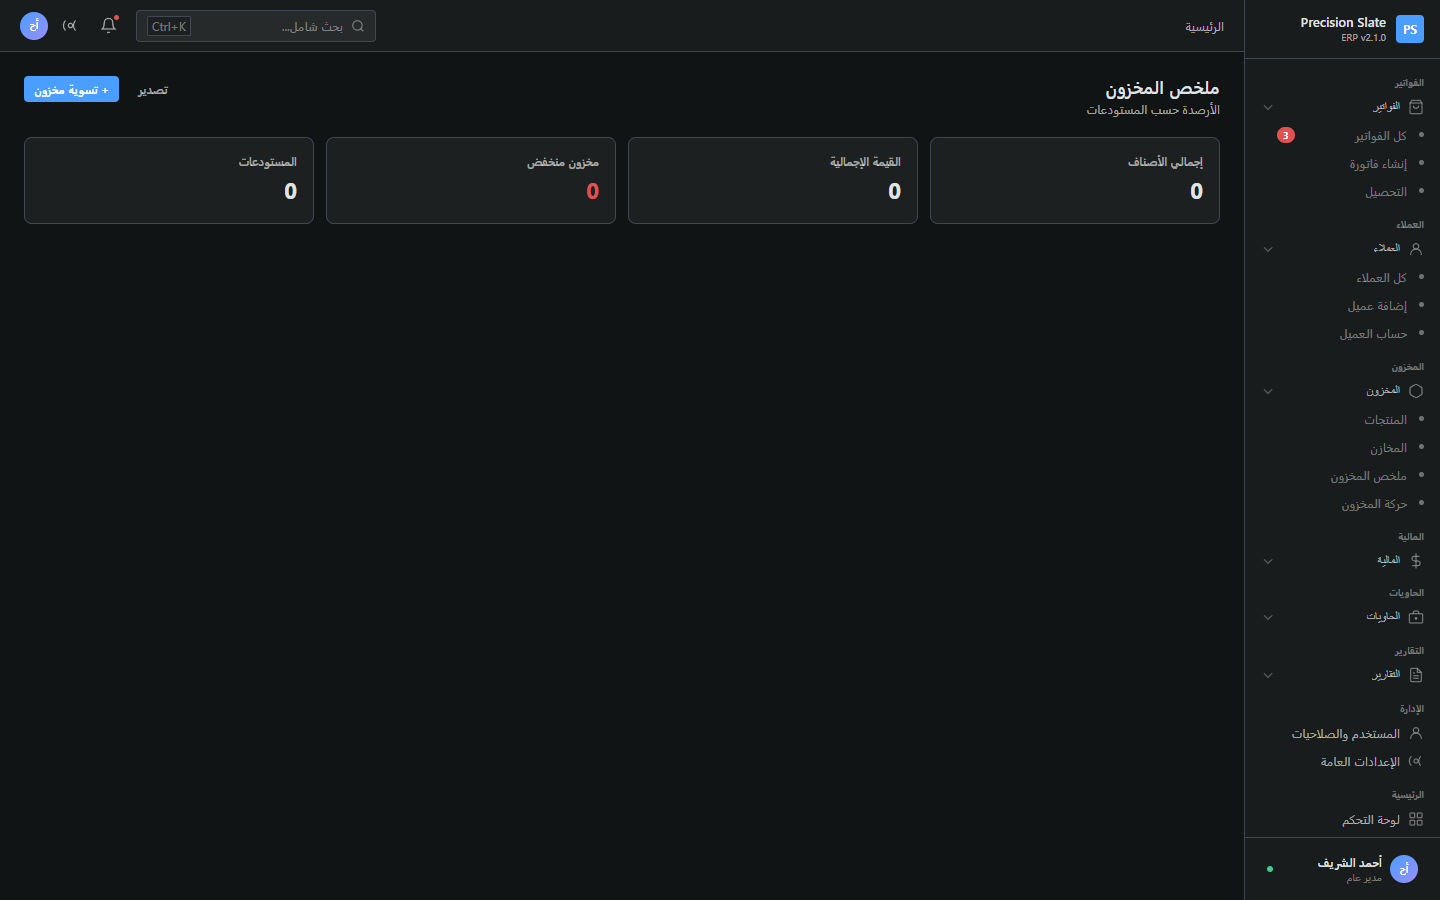 Precision Slate
ERP v2.1.0
PS
الفواتير
الفواتير
كل الفواتير
3
إنشاء فاتورة
التحصيل
العملاء
العملاء
كل العملاء
إضافة عميل
حساب العميل
المخزون
المخزون
المنتجات
المخازن
ملخص المخزون
حركة المخزون
المالية
المالية
الحاويات
الحاويات
التقارير
التقارير
الإدارة
المستخدم والصلاحيات
الإعدادات العامة
الرئيسية
لوحة التحكم
أحمد الشريف
مدير عام
أح
الرئيسية
بحث شامل...
Ctrl+K
أح
ملخص المخزون
الأرصدة حسب المستودعات
تصدير
+ تسوية مخزون
إجمالي الأصناف
0
القيمة الإجمالية
0
مخزون منخفض
0
المستودعات
0